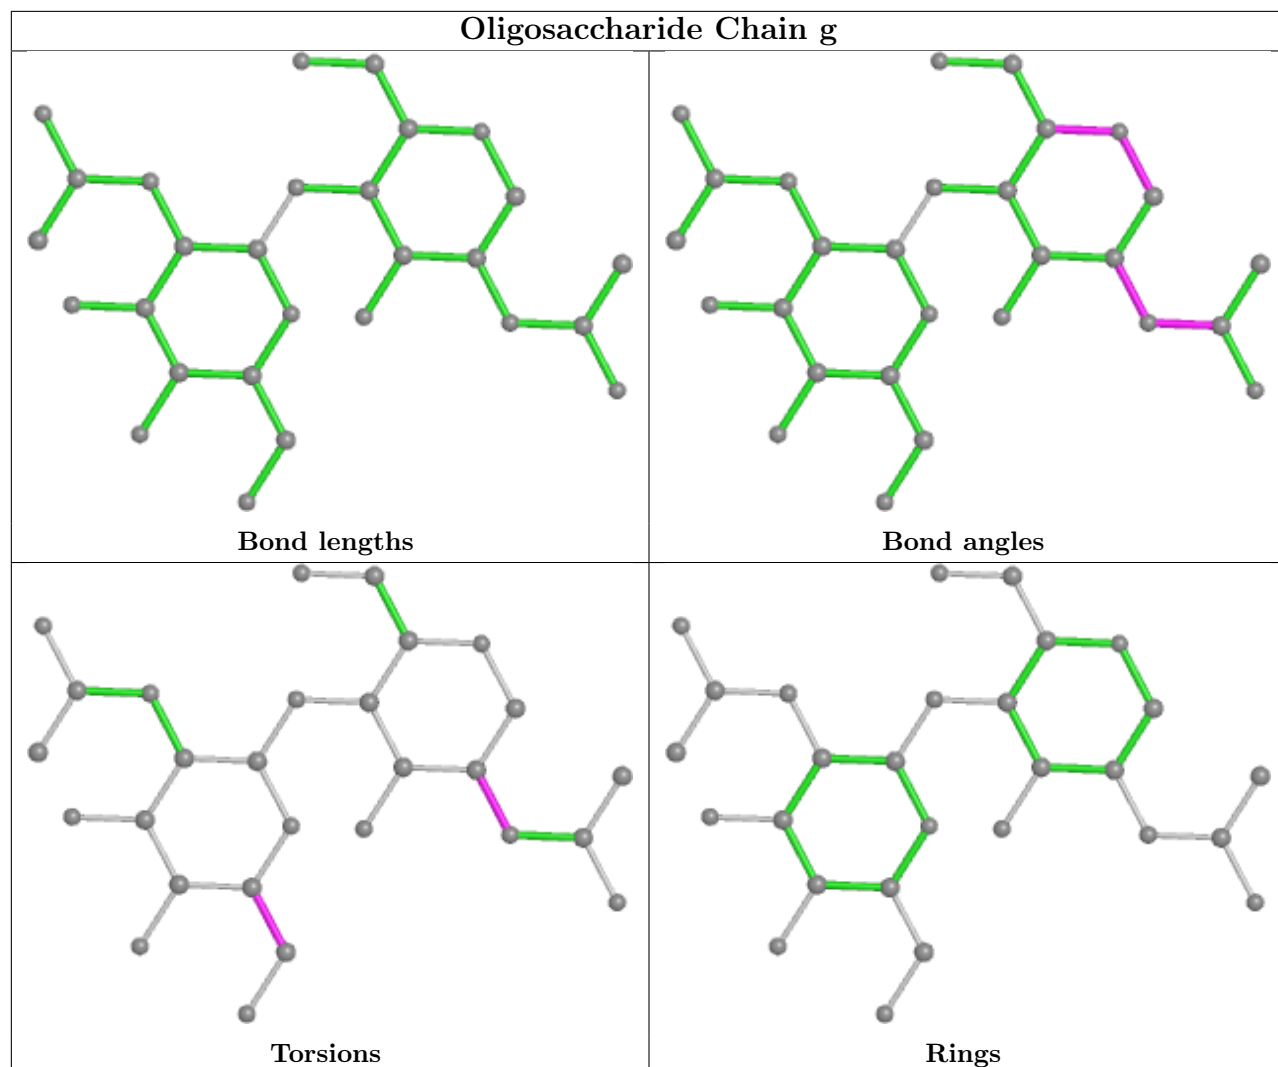 Oligosaccharide Chain g
Bond lengths
Bond angles
Torsions
Rings